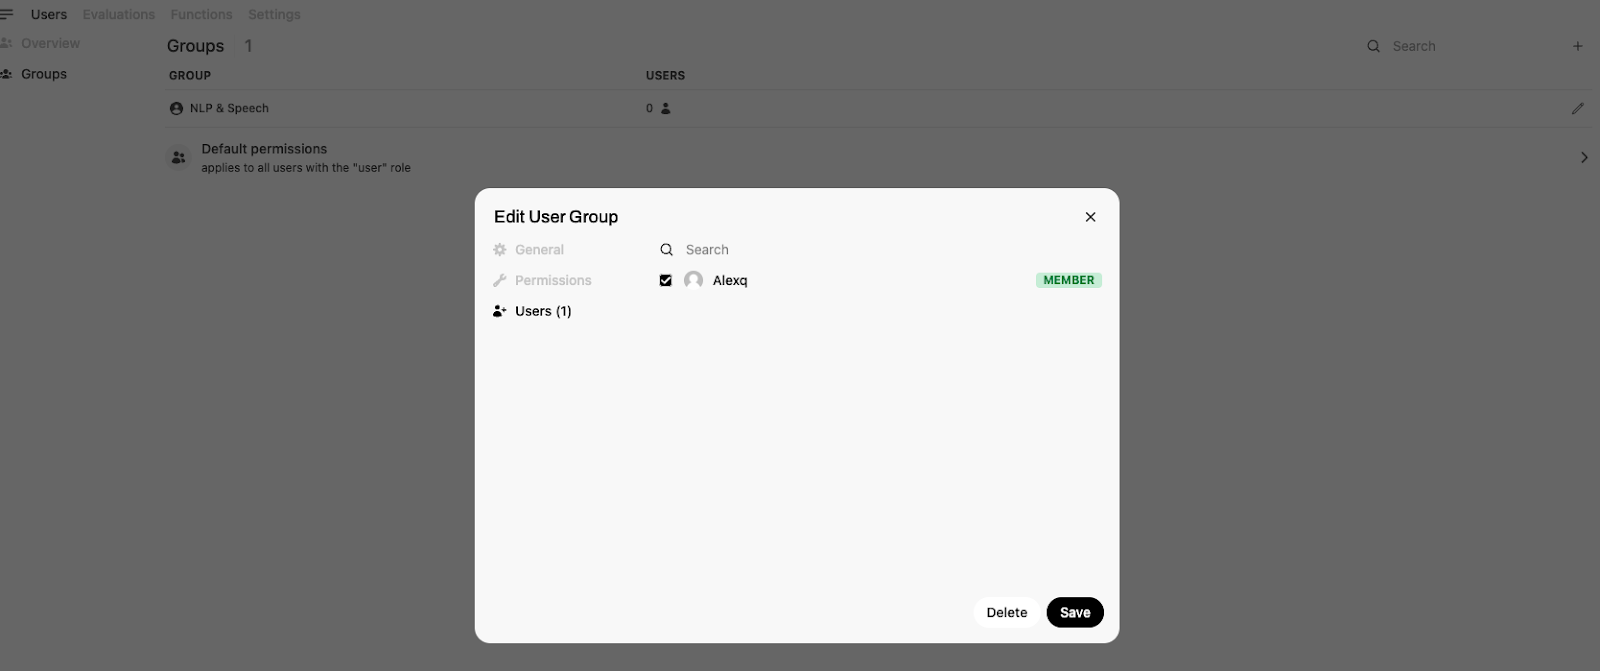 Users Evaluations Functions Settings
Overview
Groups
Groups 1
Search
GROUP USERS
NLP & Speech 0
Default permissions
applies to all users with the "user" role
Edit User Group
General
Permissions
Users (1)
Search
Alexq MEMBER
Delete Save